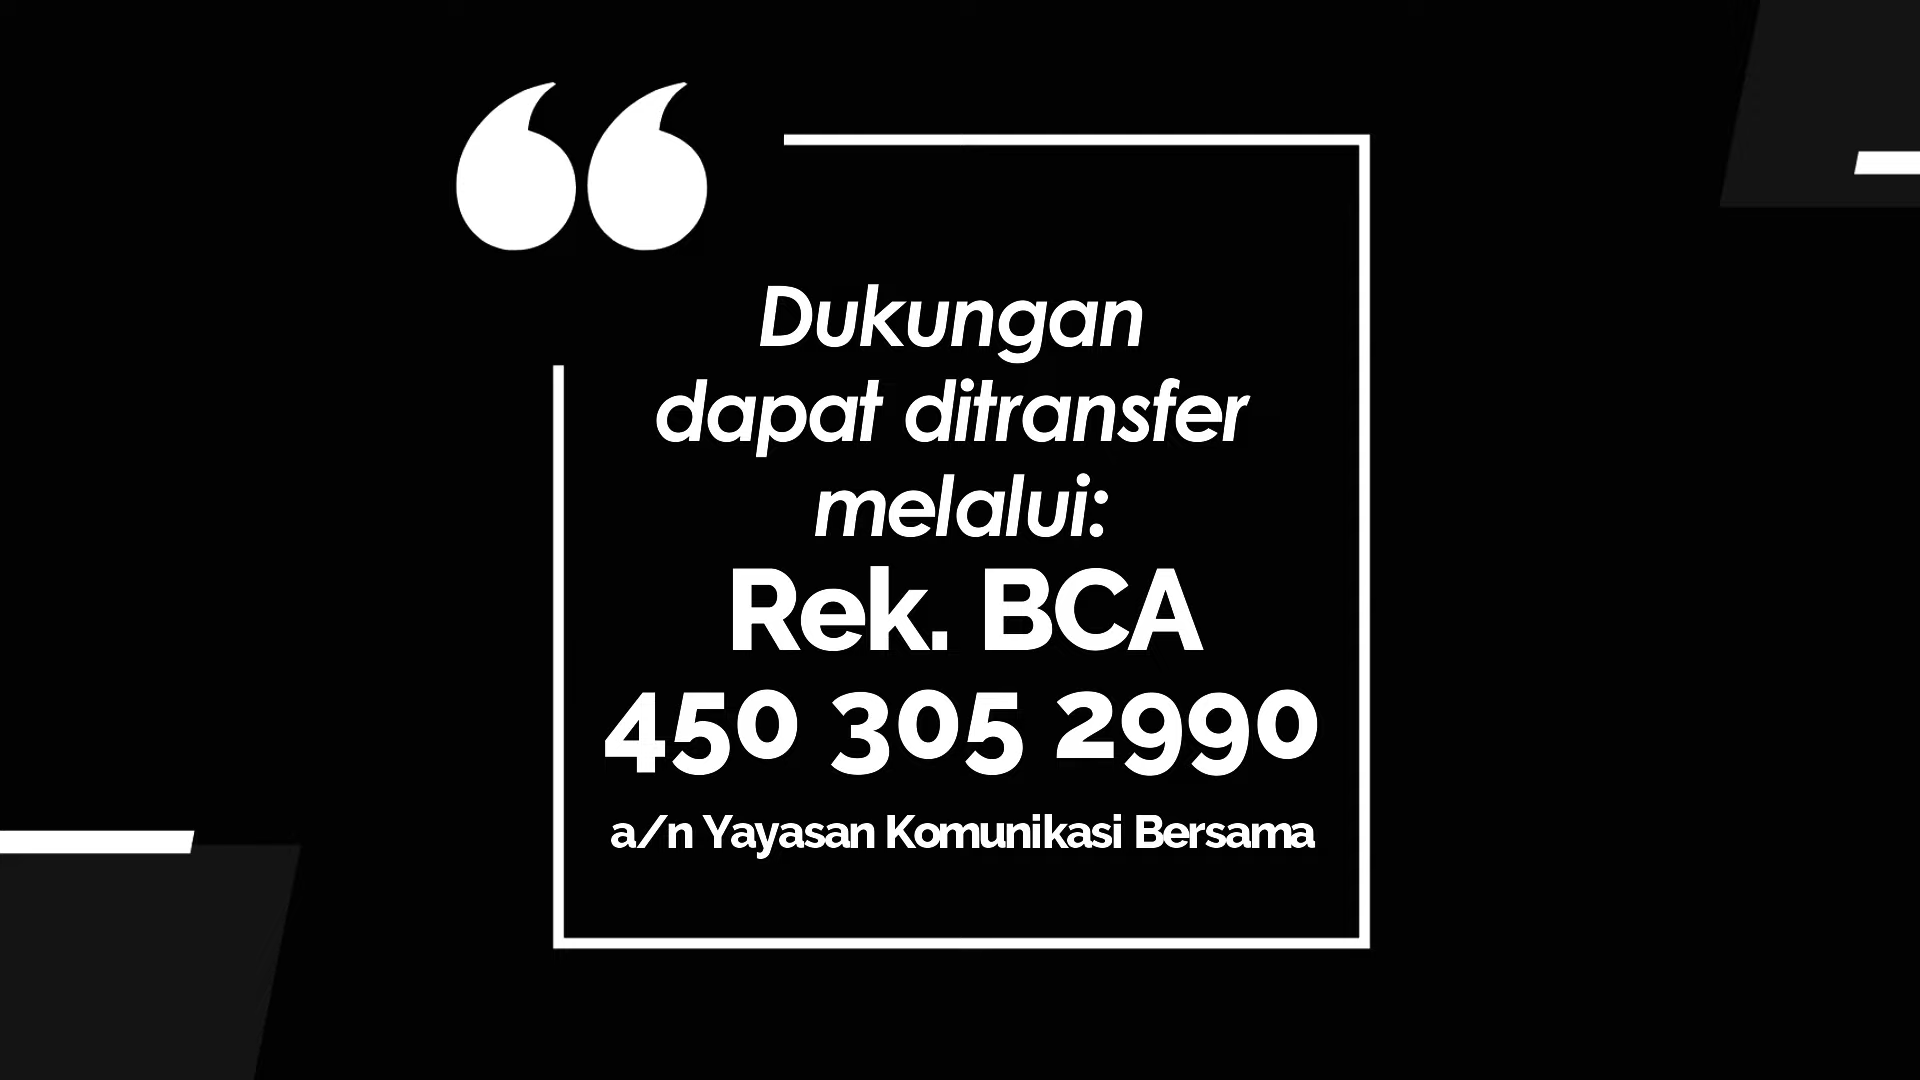 Dukungan
dapat ditransfer
melalui:
Rek. BCA
450 305 2990
a/n Yayasan Komunikasi Bersama